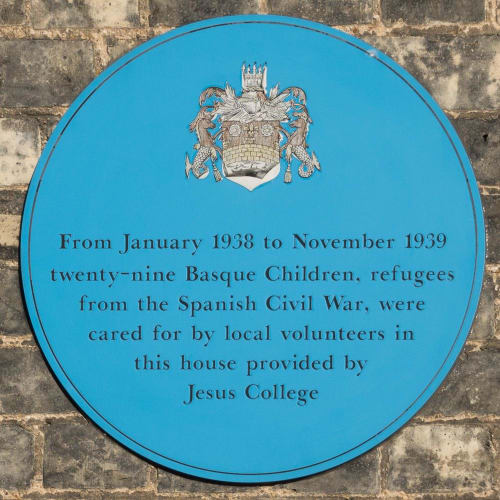 From January 1938 to November 1939
twenty-nine Basque Children, refugees
from the Spanish Civil War, were
cared for by local volunteers in
this house provided by
Jesus College